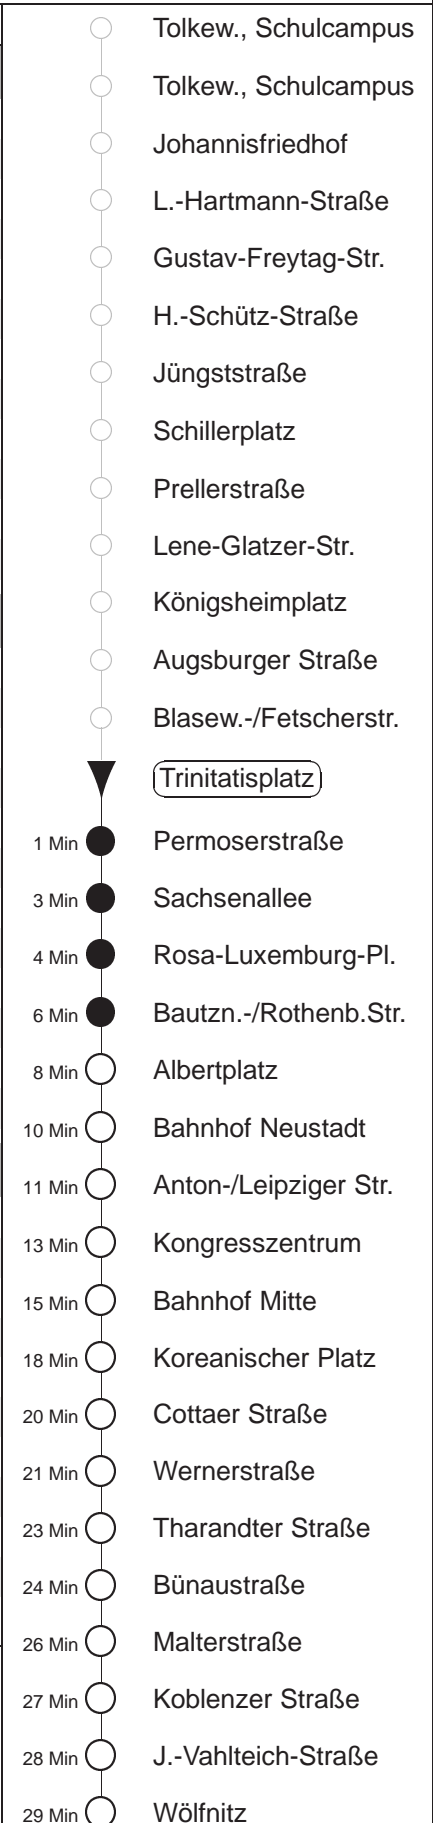 Tolkew., Schulcampus
Tolkew., Schulcampus
Johannisfriedhof
L.-Hartmann-Straße
Gustav-Freytag-Str.
H.-Schütz-Straße
Jüngststraße
Schillerplatz
Prellerstraße
Lene-Glatzer-Str.
Königsheimplatz
Augsburger Straße
Blasew.-/Fetscherstr.
Trinitatisplatz
1 Min Permoserstraße
3 Min Sachsenallee
4 Min Rosa-Luxemburg-Pl.
6 Min Bautzn.-/Rothenb.Str.
8 Min Albertplatz
10 Min Bahnhof Neustadt
11 Min Anton-/Leipziger Str.
13 Min Kongresszentrum
15 Min Bahnhof Mitte
18 Min Koreanischer Platz
20 Min Cottaer Straße
21 Min Wernerstraße
23 Min Tharandter Straße
24 Min Bünaustraße
26 Min Malterstraße
27 Min Koblenzer Straße
28 Min J.-Vahlteich-Straße
29 Min Wölfnitz